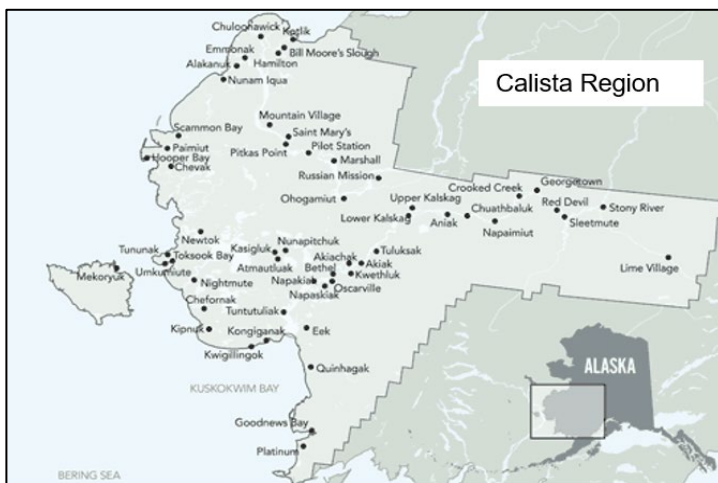 Chuloonawick
Kotlik
Emmonak
Bill Moore's Slough
Hamilton
Alakanuk
Nunam Iqua
Calista Region
Mountain Village
Scammon Bay
Saint Mary's
Paimiut
Pitkas Point
Pilot Station
Hooper Bay
Marshall
Chevak
Russian Mission
Crooked Creek
Georgetown
Ohogamiut
Upper Kalskag
Chuathbaluk
Red Devil
Stony River
Lower Kalskag
Aniak
Sleetmute
Napaimiut
Newtok
Nunapitchuk
Kasigluk
Tuluksak
Tununak
Toksook Bay
Akiachak
Lime Village
Umkumiute
Atmautluak
Bethel
Akiak
Mekoryuk
Kwethluk
Nightmute
Napakiak
Oscarville
Napaskiak
Chefornak
Tuntutuliak
Kipnuk
Kongiganak
Eek
Kwigillingok
Quinhagak
ALASKA
KUSKOKWIM BAY
Goodnews Bay
Platinum
BERING SEA